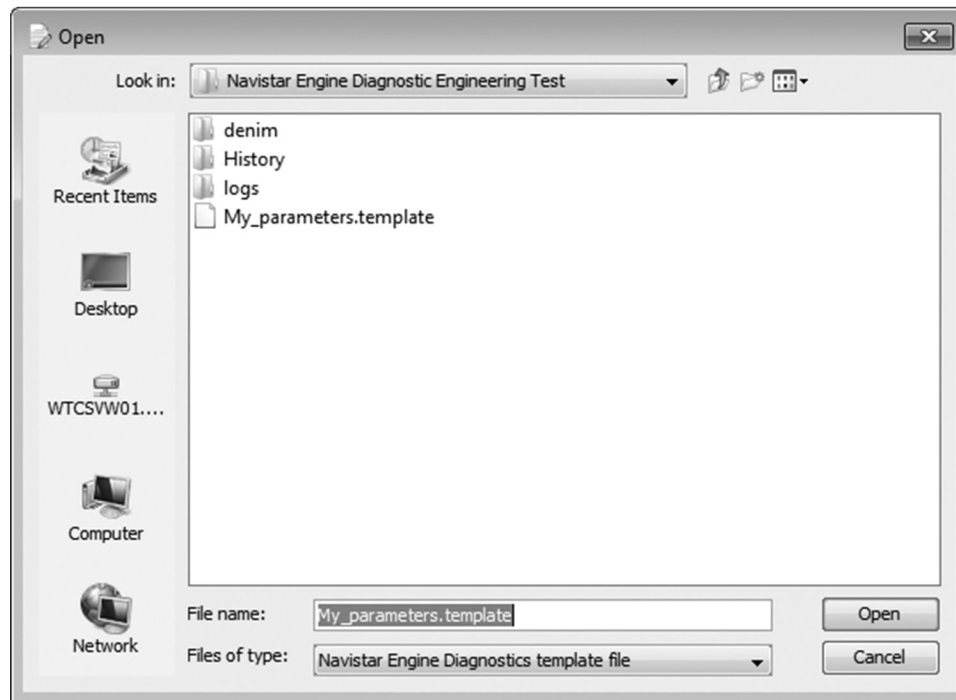 Open
Look in:
Navistar Engine Diagnostic Engineering Test
Recent Items
Desktop
WTCSVW01....
Computer
Network
denim
History
logs
My_parameters.template
File name:
My_parameters.template
Open
Files of type:
Navistar Engine Diagnostics template file
Cancel